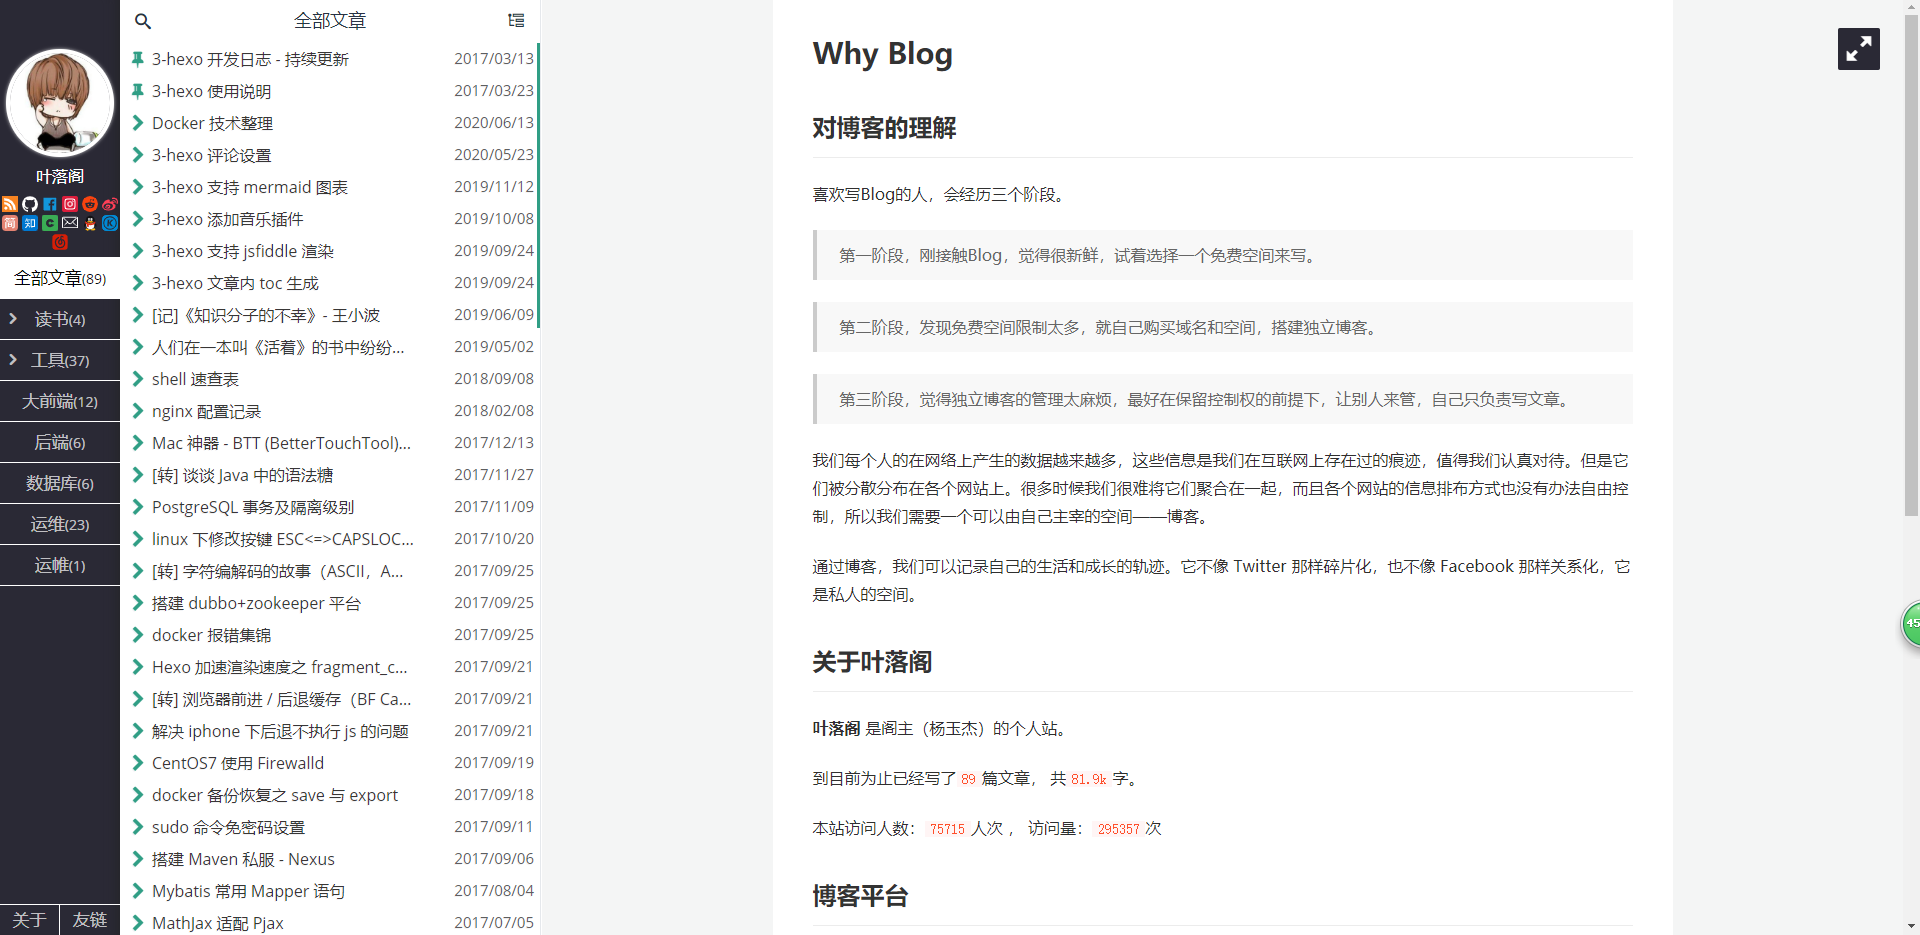 叶落阁
简 知
全部文章(89)
读书(4)
工具(37)
大前端(12)
后端(6)
数据库(6)
运维(23)
运帷(1)
关于 友链
全部文章
3-hexo 开发日志 - 持续更新 2017/03/13
3-hexo 使用说明 2017/03/23
Docker 技术整理 2020/06/13
3-hexo 评论设置 2020/05/23
3-hexo 支持 mermaid 图表 2019/11/12
3-hexo 添加音乐插件 2019/10/08
3-hexo 支持 jsfiddle 渲染 2019/09/24
3-hexo 文章内 toc 生成 2019/09/24
[记]《知识分子的不幸》- 王小波 2019/06/09
人们在一本叫《活着》的书中纷纷... 2019/05/02
shell 速查表 2018/09/08
nginx 配置记录 2018/02/08
Mac 神器 - BTT (BetterTouchTool)... 2017/12/13
[转] 谈谈 Java 中的语法糖 2017/11/27
PostgreSQL 事务及隔离级别 2017/11/09
linux 下修改按键 ESC<=>CAPSLOC... 2017/10/20
[转] 字符编解码的故事（ASCII，A... 2017/09/25
搭建 dubbo+zookeeper 平台 2017/09/25
docker 报错集锦 2017/09/25
Hexo 加速渲染速度之 fragment_c... 2017/09/21
[转] 浏览器前进 / 后退缓存（BF Ca... 2017/09/21
解决 iphone 下后退不执行 js 的问题 2017/09/21
CentOS7 使用 Firewalld 2017/09/19
docker 备份恢复之 save 与 export 2017/09/18
sudo 命令免密码设置 2017/09/11
搭建 Maven 私服 - Nexus 2017/09/06
Mybatis 常用 Mapper 语句 2017/08/04
MathJax 适配 Pjax 2017/07/05
Why Blog
对博客的理解
喜欢写Blog的人，会经历三个阶段。
第一阶段，刚接触Blog，觉得很新鲜，试着选择一个免费空间来写。
第二阶段，发现免费空间限制太多，就自己购买域名和空间，搭建独立博客。
第三阶段，觉得独立博客的管理太麻烦，最好在保留控制权的前提下，让别人来管，自己只负责写文章。
我们每个人的在网络上产生的数据越来越多，这些信息是我们在互联网上存在过的痕迹，值得我们认真对待。但是它
们被分散分布在各个网站上。很多时候我们很难将它们聚合在一起，而且各个网站的信息排布方式也没有办法自由控
制，所以我们需要一个可以由自己主宰的空间——博客。
通过博客，我们可以记录自己的生活和成长的轨迹。它不像 Twitter 那样碎片化，也不像 Facebook 那样关系化，它
是私人的空间。
关于叶落阁
叶落阁 是阁主（杨玉杰）的个人站。
到目前为止已经写了 89 篇文章， 共 81.9k 字。
本站访问人数： 75715 人次 ， 访问量： 295357 次
博客平台
45